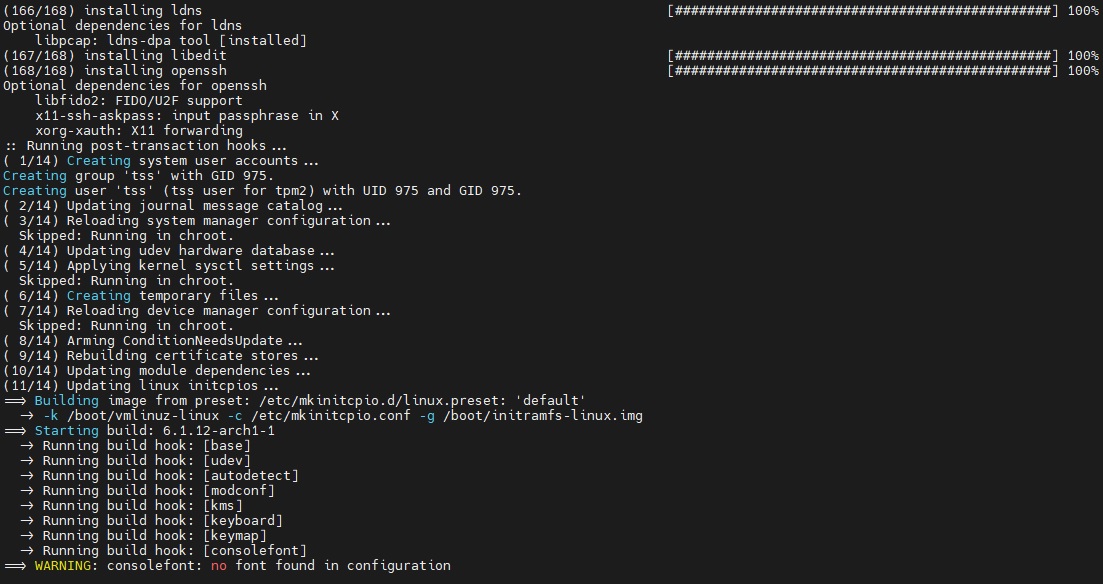 (166/168) installing ldns [###############################################] 100%
Optional dependencies for ldns
    libpcap: ldns-dpa tool [installed]
(167/168) installing libedit [###############################################] 100%
(168/168) installing openssh [###############################################] 100%
Optional dependencies for openssh
    libfido2: FIDO/U2F support
    x11-ssh-askpass: input passphrase in X
    xorg-xauth: X11 forwarding
:: Running post-transaction hooks...
( 1/14) Creating system user accounts...
Creating group 'tss' with GID 975.
Creating user 'tss' (tss user for tpm2) with UID 975 and GID 975.
( 2/14) Updating journal message catalog...
( 3/14) Reloading system manager configuration...
  Skipped: Running in chroot.
( 4/14) Updating udev hardware database...
( 5/14) Applying kernel sysctl settings...
  Skipped: Running in chroot.
( 6/14) Creating temporary files...
( 7/14) Reloading device manager configuration...
  Skipped: Running in chroot.
( 8/14) Arming ConditionNeedsUpdate...
( 9/14) Rebuilding certificate stores...
(10/14) Updating module dependencies...
(11/14) Updating linux initcpios...
==> Building image from preset: /etc/mkinitcpio.d/linux.preset: 'default'
  -> -k /boot/vmlinuz-linux -c /etc/mkinitcpio.conf -g /boot/initramfs-linux.img
==> Starting build: 6.1.12-arch1-1
  -> Running build hook: [base]
  -> Running build hook: [udev]
  -> Running build hook: [autodetect]
  -> Running build hook: [modconf]
  -> Running build hook: [kms]
  -> Running build hook: [keyboard]
  -> Running build hook: [keymap]
  -> Running build hook: [consolefont]
==> WARNING: consolefont: no font found in configuration